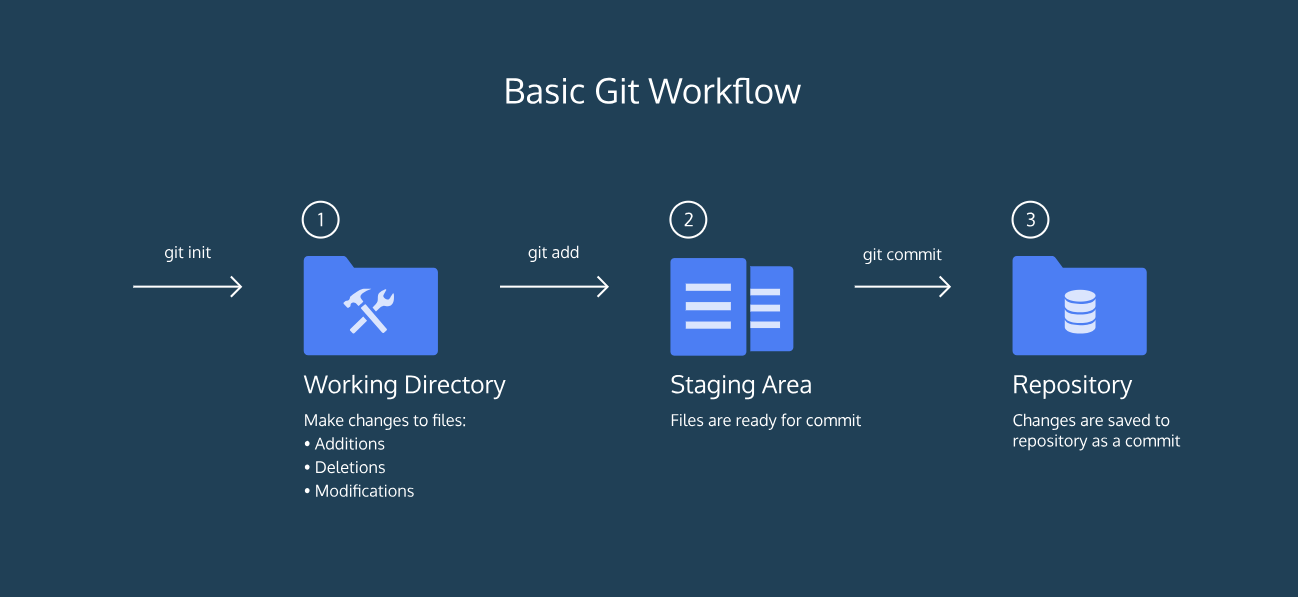 Basic Git Workflow
git init
1
Working Directory
Make changes to files:
• Additions
• Deletions
• Modifications
git add
2
Staging Area
Files are ready for commit
git commit
3
Repository
Changes are saved to
repository as a commit